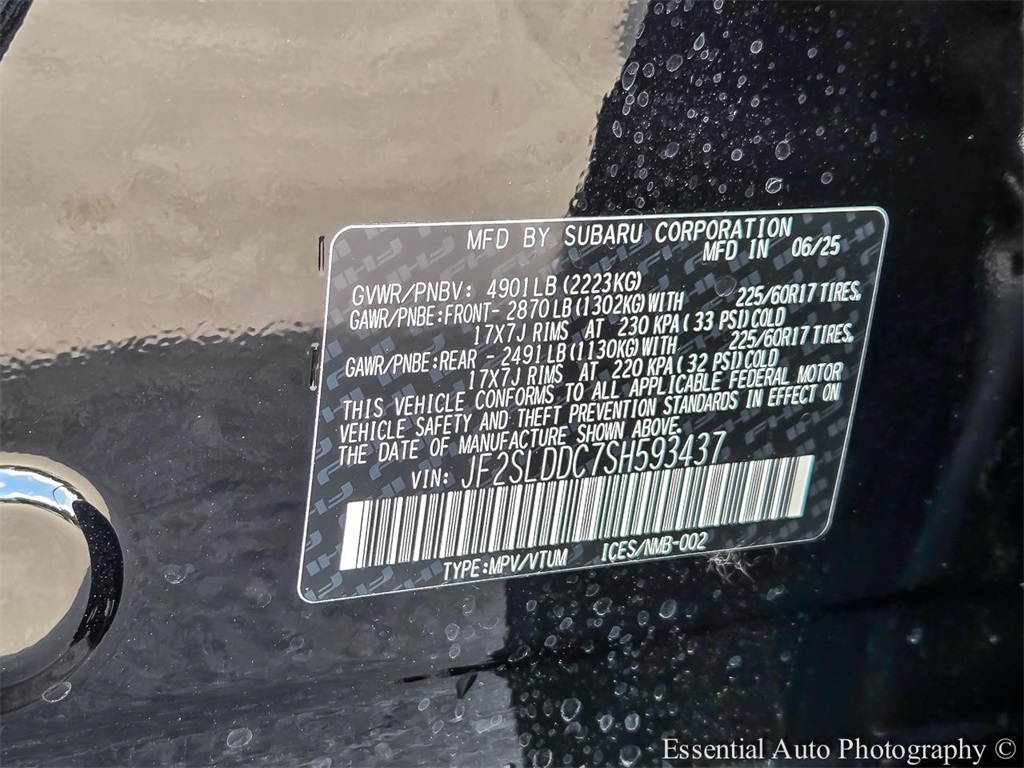 MFD BY SUBARU CORPORATION
MFD IN 06/25
GVWR/PNBV: 4901LB(2223KG)
GAWR/PNBE:FRONT- 2870LB(1302KG)WITH 225/60R17 TIRES,
17X7J RIMS AT 230 KPA(33 PSI)COLD
GAWR/PNBE:REAR - 2491LB(1130KG)WITH 225/60R17 TIRES,
17X7J RIMS AT 220 KPA(32 PSI)COLD
THIS VEHICLE CONFORMS TO ALL APPLICABLE FEDERAL MOTOR
VEHICLE SAFETY AND THEFT PREVENTION STANDARDS IN EFFECT ON
THE DATE OF MANUFACTURE SHOWN ABOVE.
VIN: JF2SLDDC7SH593437
TYPE:MPV/VTUM ICES/NMB-002
Essential Auto Photography ©